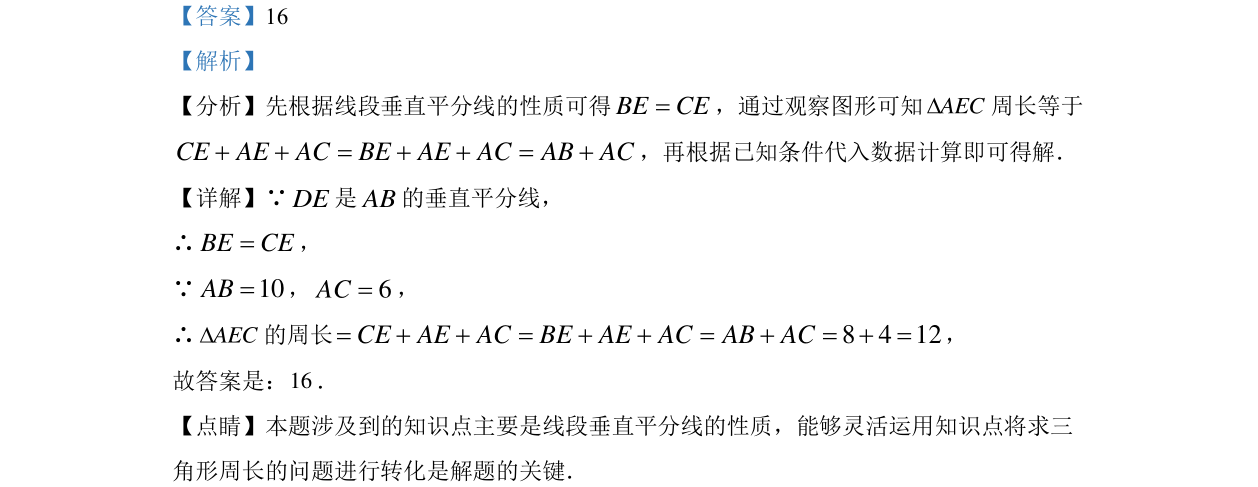 【答案】16
【解析】
【分析】先根据线段垂直平分线的性质可得 BE = CE，通过观察图形可知 ΔAEC 周长等于
CE + AE + AC = BE + AE + AC = AB + AC，再根据已知条件代入数据计算即可得解．
【详解】∵ DE 是 AB 的垂直平分线，
∴ BE = CE，
∵ AB = 10，AC = 6，
∴ ΔAEC 的周长 = CE + AE + AC = BE + AE + AC = AB + AC = 8 + 4 = 12，
故答案是：16．
【点睛】本题涉及到的知识点主要是线段垂直平分线的性质，能够灵活运用知识点将求三
角形周长的问题进行转化是解题的关键．